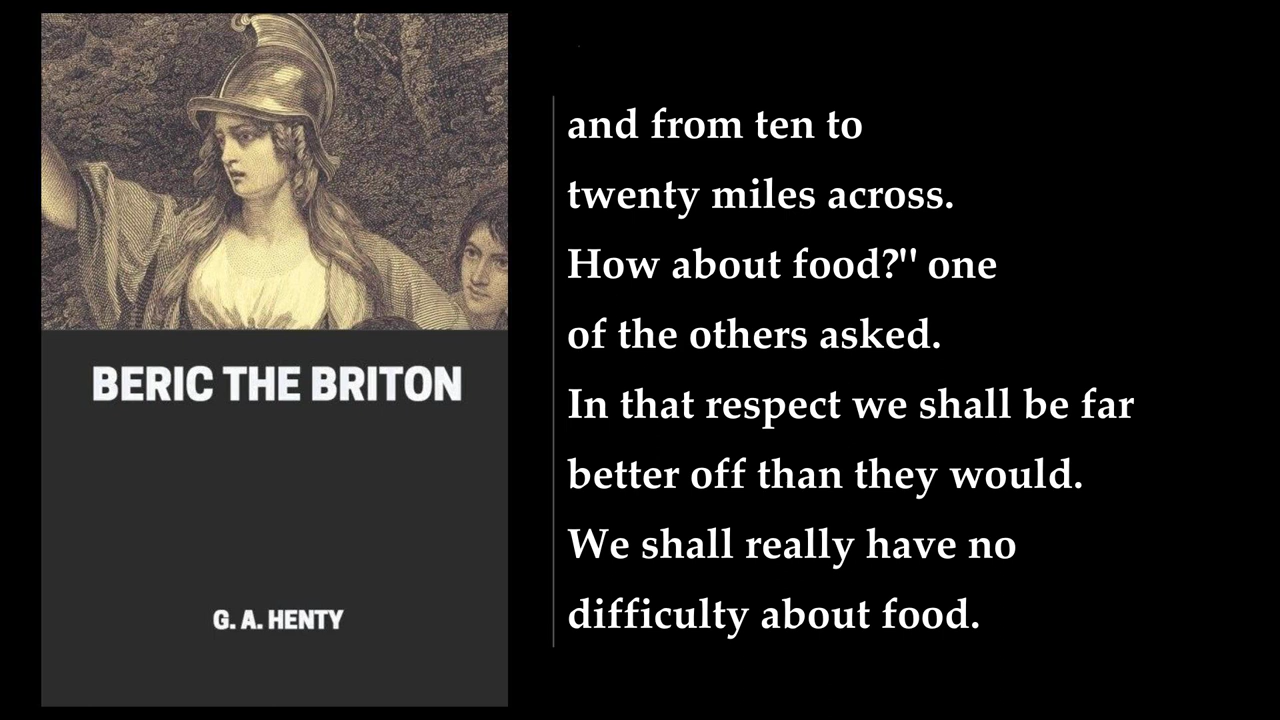 BERIC THE BRITON
G. A. HENTY
and from ten to
twenty miles across.
How about food?" one
of the others asked.
In that respect we shall be far
better off than they would.
We shall really have no
difficulty about food.